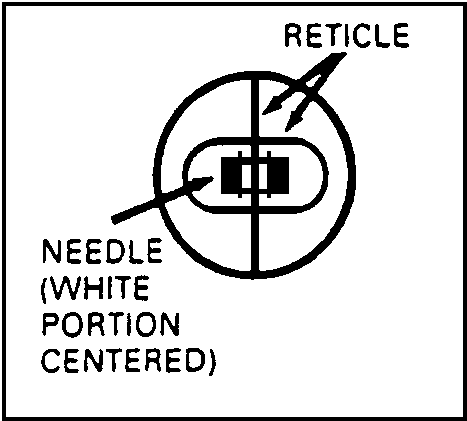 RETICLE
NEEDLE
(WHITE
PORTION
CENTERED)